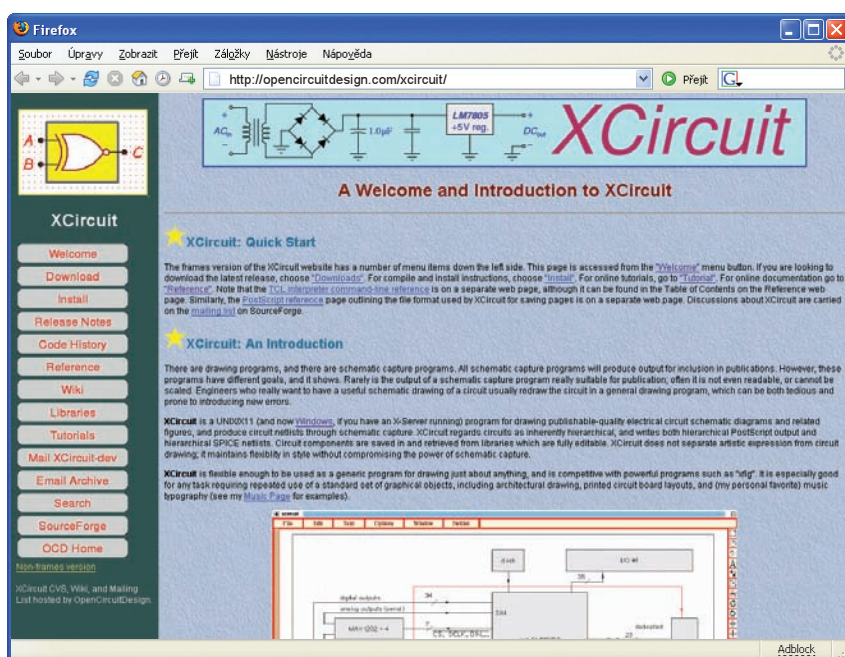 Firefox
Soubor Úpravy Zobrazit Přejít Záložky Nástroje Nápověda
http://opencircuitdesign.com/xcircuit/ Přejít
ACin 1.0μF LM7805 +5V reg. DCout XCircuit
A
B
C
A Welcome and Introduction to XCircuit
XCircuit
Welcome
Download
Install
Release Notes
Code History
Reference
Wiki
Libraries
Tutorials
Mail XCircuit-dev
Email Archive
Search
SourceForge
OCD Home
Non-frames version
XCircuit CVS, Wiki, and Mailing
List hosted by OpenCircuitDesign.
XCircuit: Quick Start
The frames version of the XCircuit website has a number of menu items down the left side. This page is accessed from the "Welcome" menu button. If you are looking to
download the latest release, choose "Downloads". For compile and install instructions, choose "Install". For online tutorials, go to "Tutorial". For online documentation go to
"Reference". Note that the TCL interpreter command-line reference is on a separate web page, although it can be found in the Table of Contents on the Reference web
page. Similarly, the PostScript reference page outlining the file format used by XCircuit for saving pages is on a separate web page. Discussions about XCircuit are carried
on the mailing list on SourceForge.
XCircuit: An Introduction
There are drawing programs, and there are schematic capture programs. All schematic capture programs will produce output for inclusion in publications. However, these
programs have different goals, and it shows. Rarely is the output of a schematic capture program really suitable for publication; often it is not even readable, or cannot be
scaled. Engineers who really want to have a useful schematic drawing of a circuit usually redraw the circuit in a general drawing program, which can be both tedious and
prone to introducing new errors.
XCircuit is a UNIX/X11 (and now Windows, if you have an X-Server running) program for drawing publishable-quality electrical circuit schematic diagrams and related
figures, and produce circuit netlists through schematic capture. XCircuit regards circuits as inherently hierarchical, and writes both hierarchical PostScript output and
hierarchical SPICE netlists. Circuit components are saved in and retrieved from libraries which are fully editable. XCircuit does not separate artistic expression from circuit
drawing; it maintains flexiblity in style without compromising the power of schematic capture.
XCircuit is flexible enough to be used as a generic program for drawing just about anything, and is competitive with powerful programs such as "xfig". It is especially good
for any task requiring repeated use of a standard set of graphical objects, including architectural drawing, printed circuit board layouts, and (my personal favorite) music
typography (see my Music Page for examples).
File Edit Text Options Window Netlist
digital outputs
analog outputs (serial)
Adblock